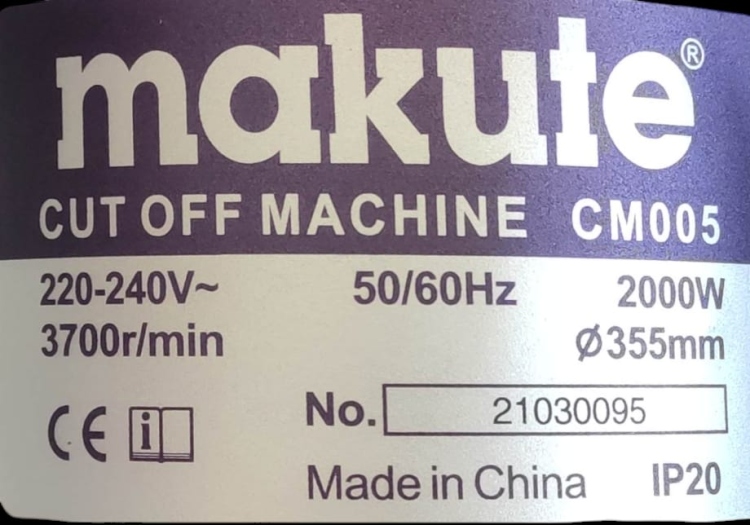 makute®
CUT OFF MACHINE CM005
220-240V~ 50/60Hz 2000W
3700r/min Ø355mm
CE i No. 21030095
Made in China IP20